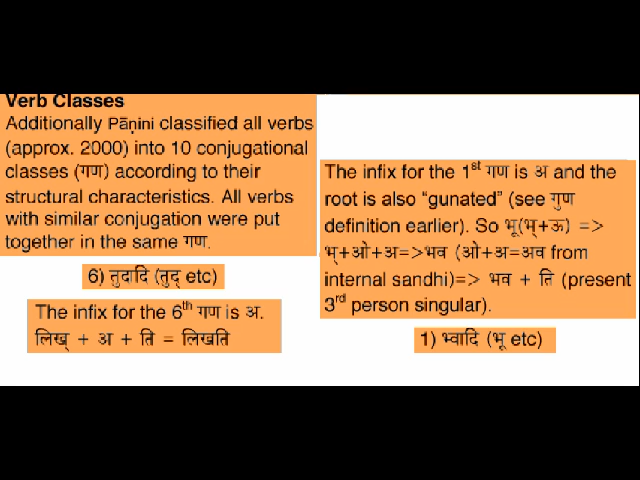 Verb Classes
Additionally Pāṇini classified all verbs
(approx. 2000) into 10 conjugational
classes (गण) according to their
structural characteristics. All verbs
with similar conjugation were put
together in the same गण.
6) तुदादि (तुद् etc)
The infix for the 6th गण is अ.
लिख् + अ + ति = लिखति
The infix for the 1st गण is अ and the
root is also “gunated” (see गुण
definition earlier). So भू(भ्+ऊ) =>
भ्+ओ+अ=>भव (ओ+अ=अव from
internal sandhi)=> भव + ति (present
3rd person singular).
1) भ्वादि (भू etc)